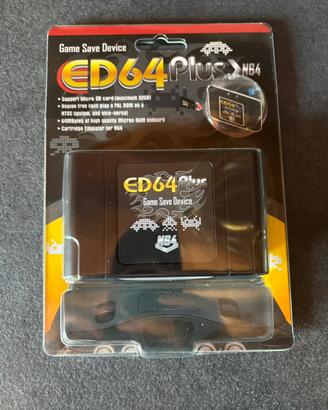 Game Save Device
ED64Plus
N64
• Support Micro SD card (maximum 32GB)
• Region free (will play a PAL ROM on a
NTSC system, and vice-versa)
• 64MBytes of high quality Micron RAM onboard
• Cartridge Emulator for N64
ED64Plus
Game Save Device
N64